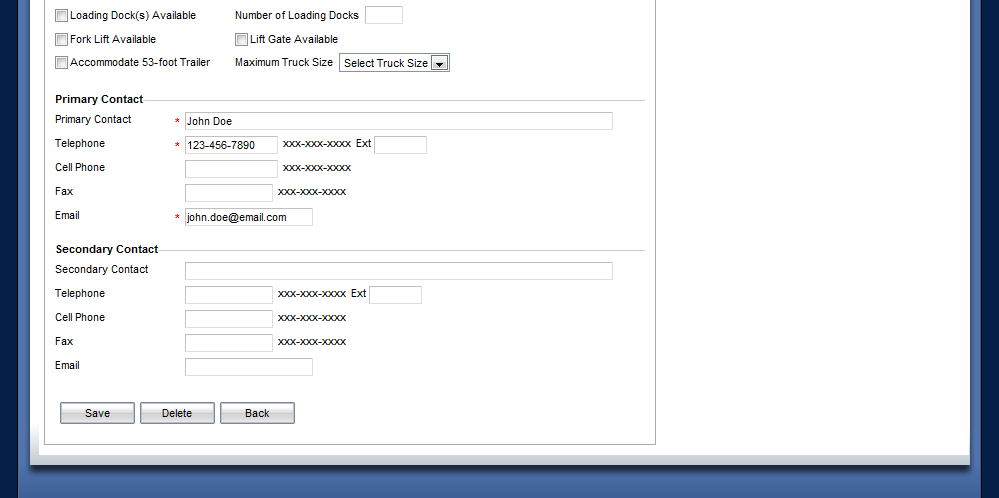 Loading Dock(s) Available Number of Loading Docks
Fork Lift Available Lift Gate Available
Accommodate 53-foot Trailer Maximum Truck Size Select Truck Size
Primary Contact
Primary Contact * John Doe
Telephone * 123-456-7890 xxx-xxx-xxxx Ext
Cell Phone xxx-xxx-xxxx
Fax xxx-xxx-xxxx
Email * john.doe@email.com
Secondary Contact
Secondary Contact
Telephone xxx-xxx-xxxx Ext
Cell Phone xxx-xxx-xxxx
Fax xxx-xxx-xxxx
Email
Save Delete Back